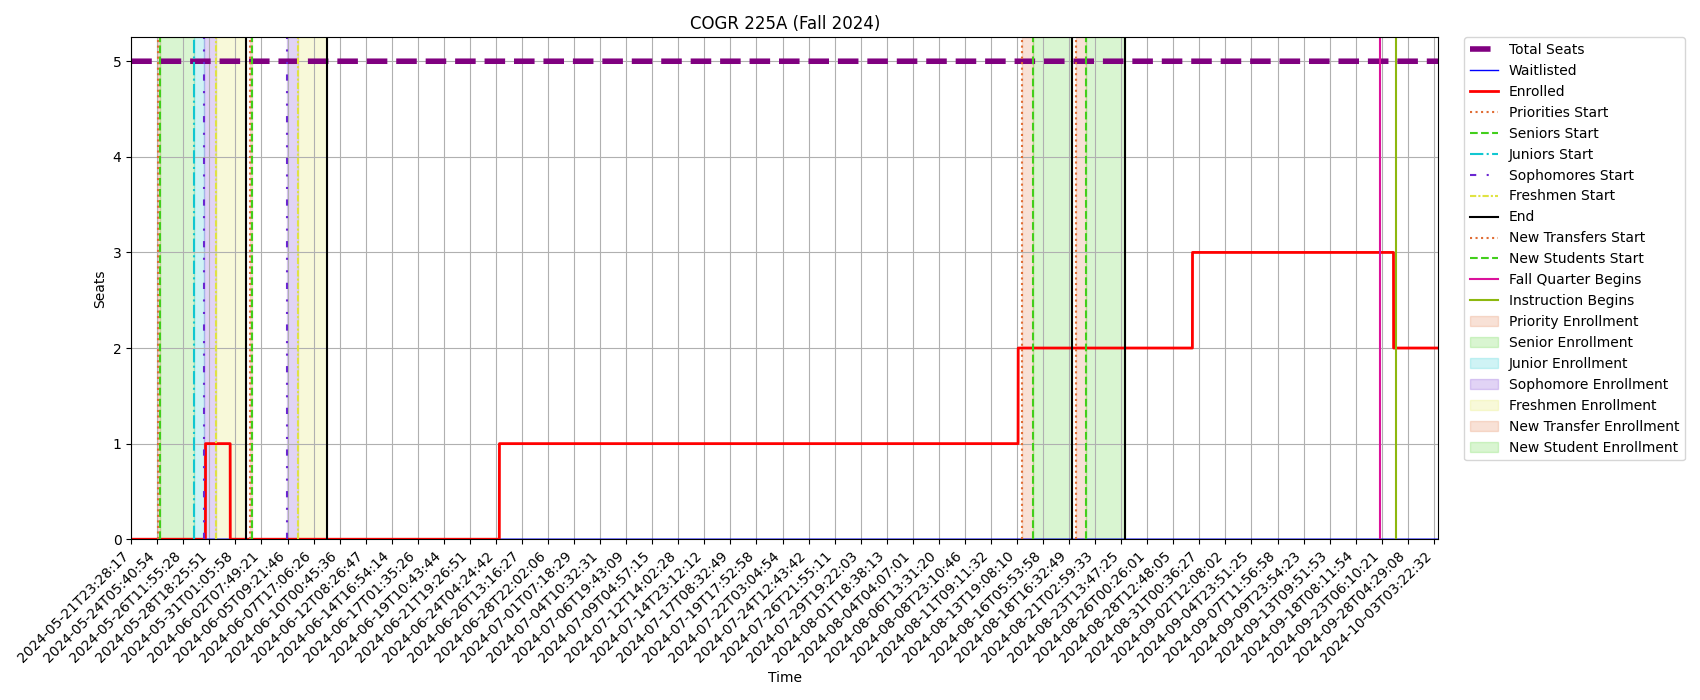 COGR 225A (Fall 2024)
Seats
5
4
3
2
1
0
2024-05-21T23:28:17
2024-05-24T05:40:54
2024-05-26T11:55:28
2024-05-28T18:25:51
2024-05-31T01:05:58
2024-06-02T07:49:21
2024-06-05T09:21:46
2024-06-07T17:06:26
2024-06-10T00:45:36
2024-06-12T08:26:47
2024-06-14T16:54:14
2024-06-17T01:35:26
2024-06-19T10:43:44
2024-06-21T19:26:51
2024-06-24T04:24:42
2024-06-26T13:16:27
2024-06-28T22:02:06
2024-07-01T07:18:29
2024-07-04T10:32:31
2024-07-06T19:43:09
2024-07-09T04:57:15
2024-07-12T14:02:28
2024-07-14T23:12:12
2024-07-17T08:32:49
2024-07-19T17:52:58
2024-07-22T03:04:54
2024-07-24T12:43:42
2024-07-26T21:55:11
2024-07-29T19:22:03
2024-08-01T18:38:13
2024-08-04T04:07:01
2024-08-06T13:31:20
2024-08-08T23:10:46
2024-08-11T09:11:32
2024-08-13T19:08:10
2024-08-16T05:53:58
2024-08-18T16:32:49
2024-08-21T02:59:33
2024-08-23T13:47:25
2024-08-26T00:26:01
2024-08-28T12:48:05
2024-08-31T00:36:27
2024-09-02T12:08:02
2024-09-04T23:51:25
2024-09-07T11:56:58
2024-09-09T23:54:23
2024-09-13T09:51:53
2024-09-18T08:11:54
2024-09-23T06:10:21
2024-09-28T04:29:08
2024-10-03T03:22:32
Time
Total Seats
Waitlisted
Enrolled
Priorities Start
Seniors Start
Juniors Start
Sophomores Start
Freshmen Start
End
New Transfers Start
New Students Start
Fall Quarter Begins
Instruction Begins
Priority Enrollment
Senior Enrollment
Junior Enrollment
Sophomore Enrollment
Freshmen Enrollment
New Transfer Enrollment
New Student Enrollment